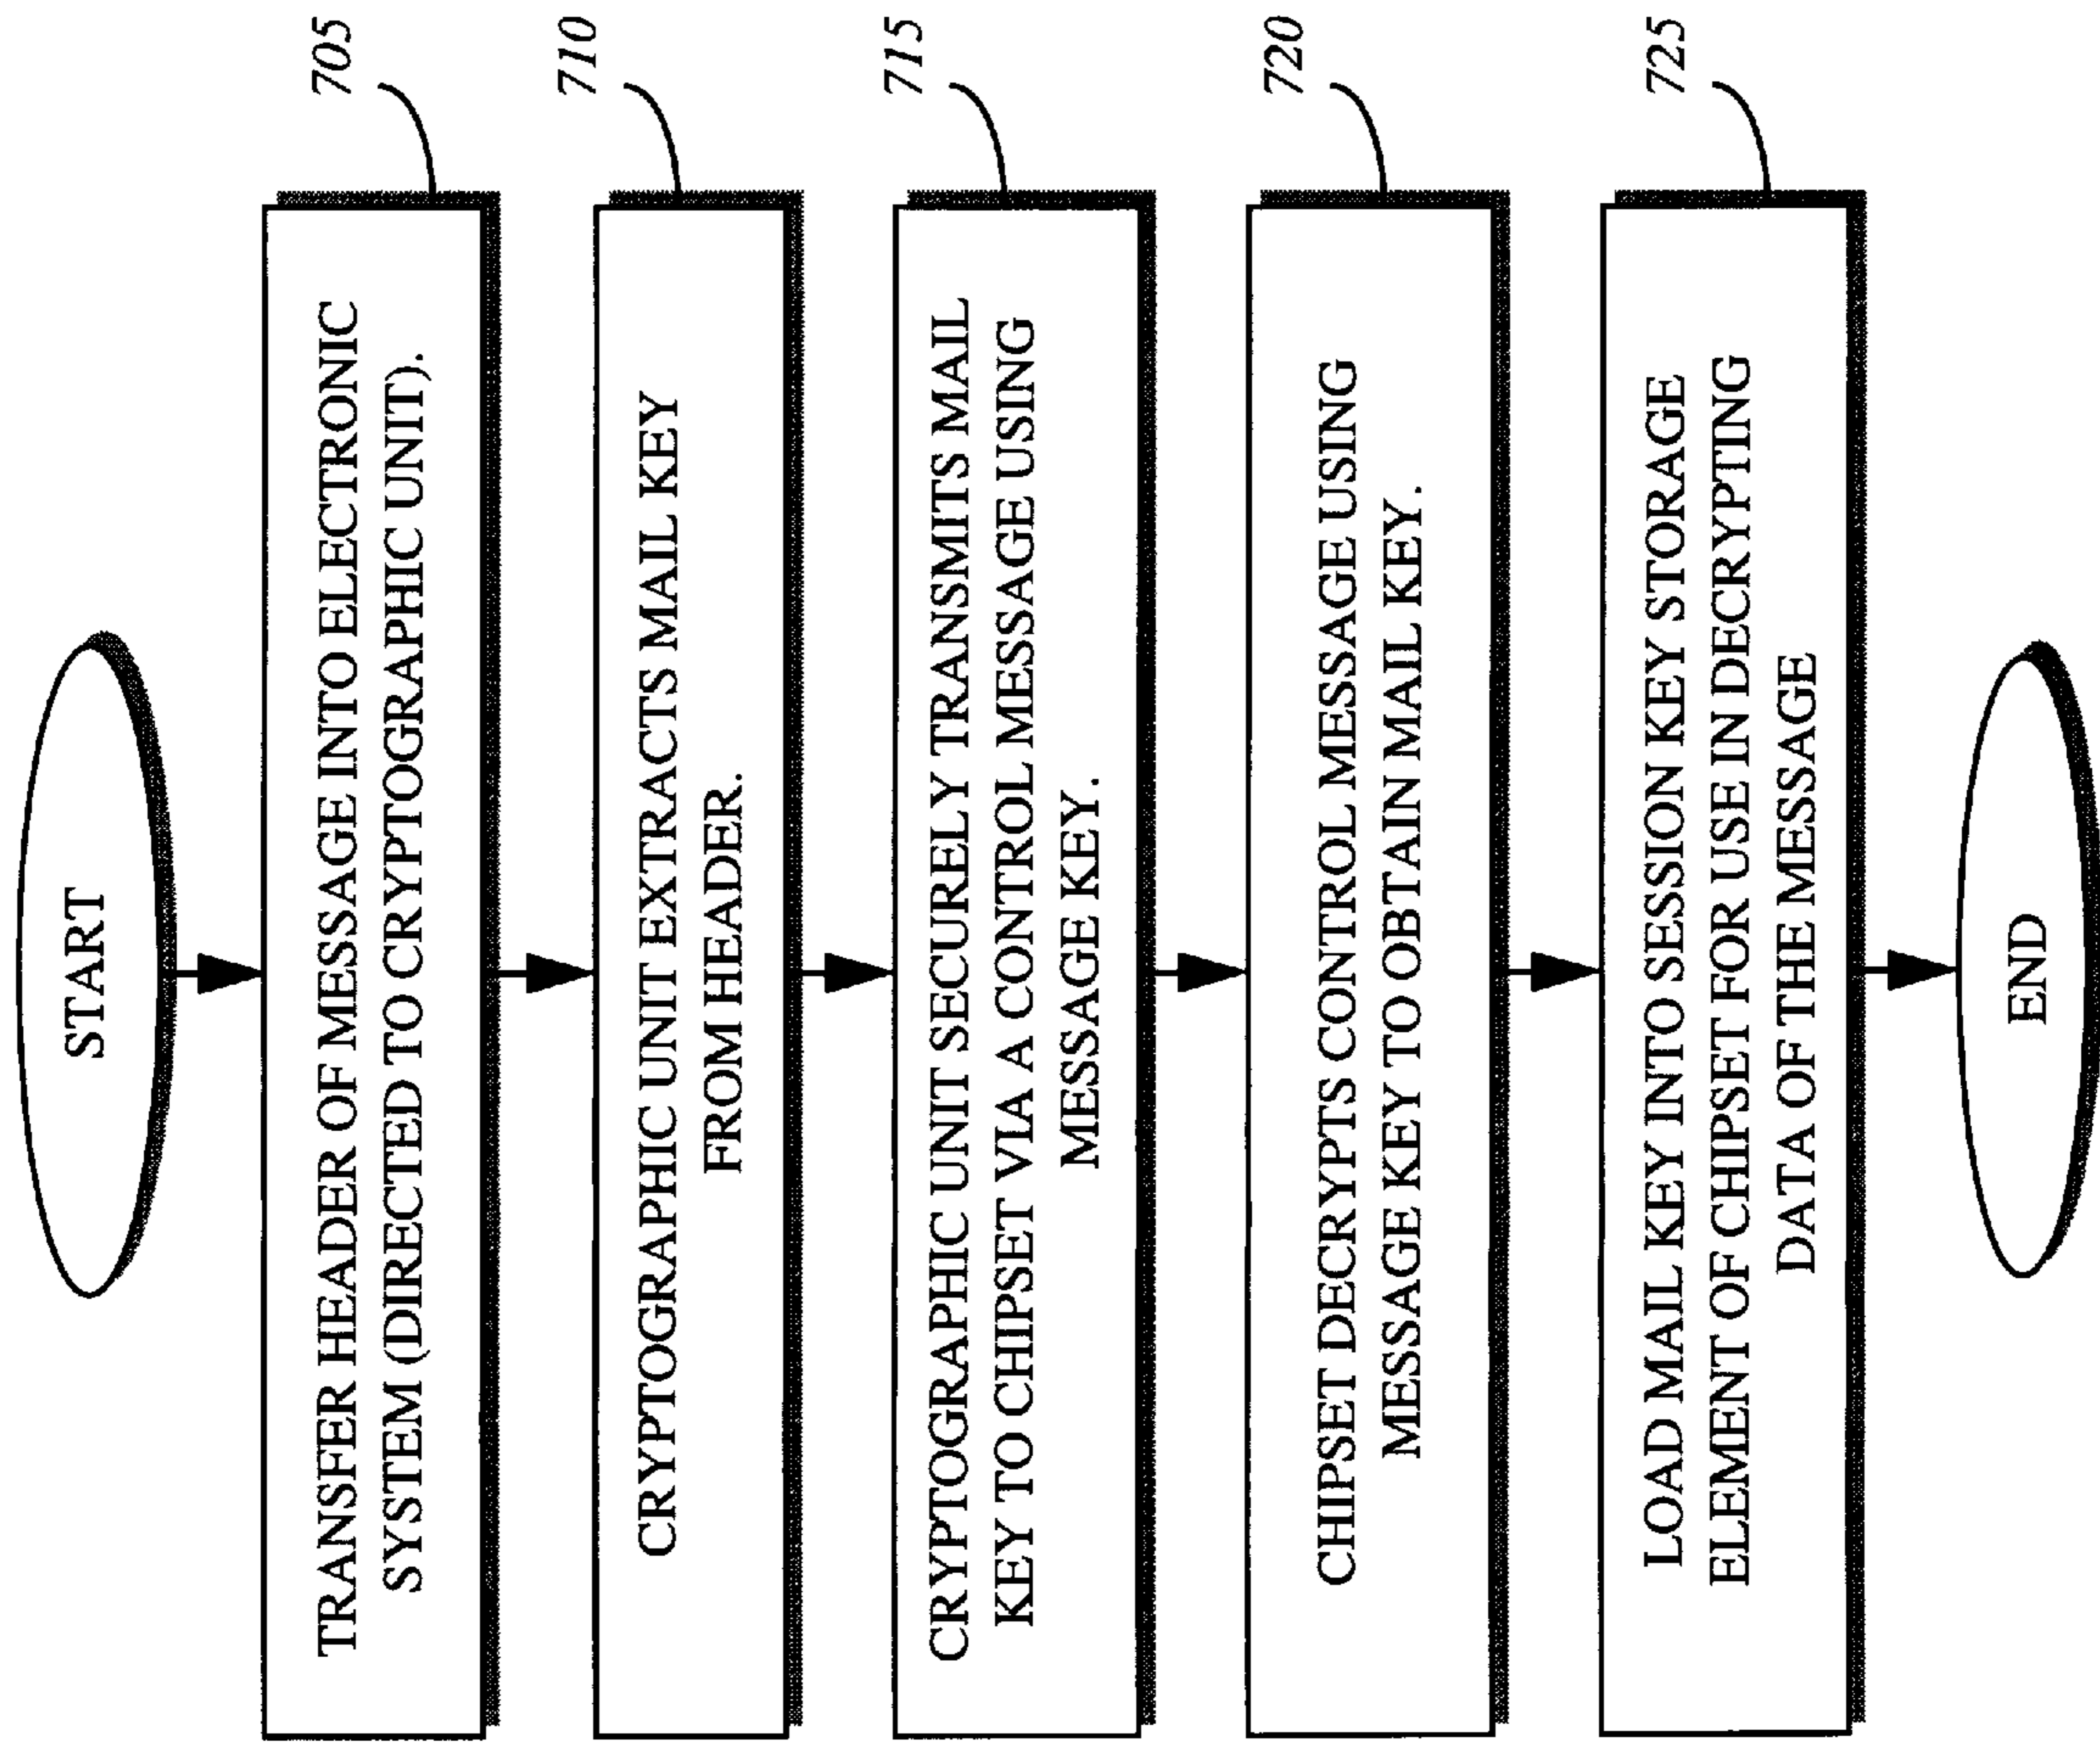 START
TRANSFER HEADER OF MESSAGE INTO ELECTRONIC
SYSTEM (DIRECTED TO CRYPTOGRAPHIC UNIT).
705
CRYPTOGRAPHIC UNIT EXTRACTS MAIL KEY
FROM HEADER.
710
CRYPTOGRAPHIC UNIT SECURELY TRANSMITS MAIL
KEY TO CHIPSET VIA A CONTROL MESSAGE USING
MESSAGE KEY.
715
CHIPSET DECRYPTS CONTROL MESSAGE USING
MESSAGE KEY TO OBTAIN MAIL KEY.
720
LOAD MAIL KEY INTO SESSION KEY STORAGE
ELEMENT OF CHIPSET FOR USE IN DECRYPTING
DATA OF THE MESSAGE
725
END